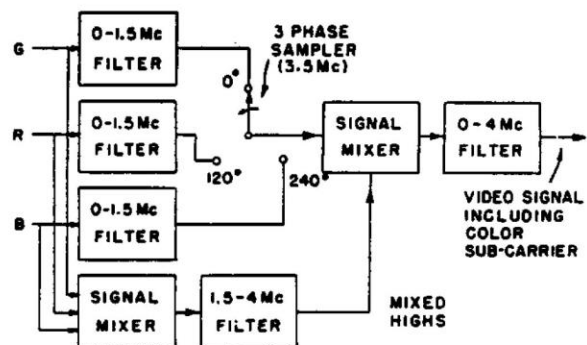 G
0-1.5 Mc
FILTER
3 PHASE
SAMPLER
(3.5 Mc)
0°
R
0-1.5 Mc
FILTER
120°
240°
SIGNAL
MIXER
0-4 Mc
FILTER
B
0-1.5 Mc
FILTER
VIDEO SIGNAL
INCLUDING
COLOR
SUB-CARRIER
SIGNAL
MIXER
1.5-4 Mc
FILTER
MIXED
HIGHS